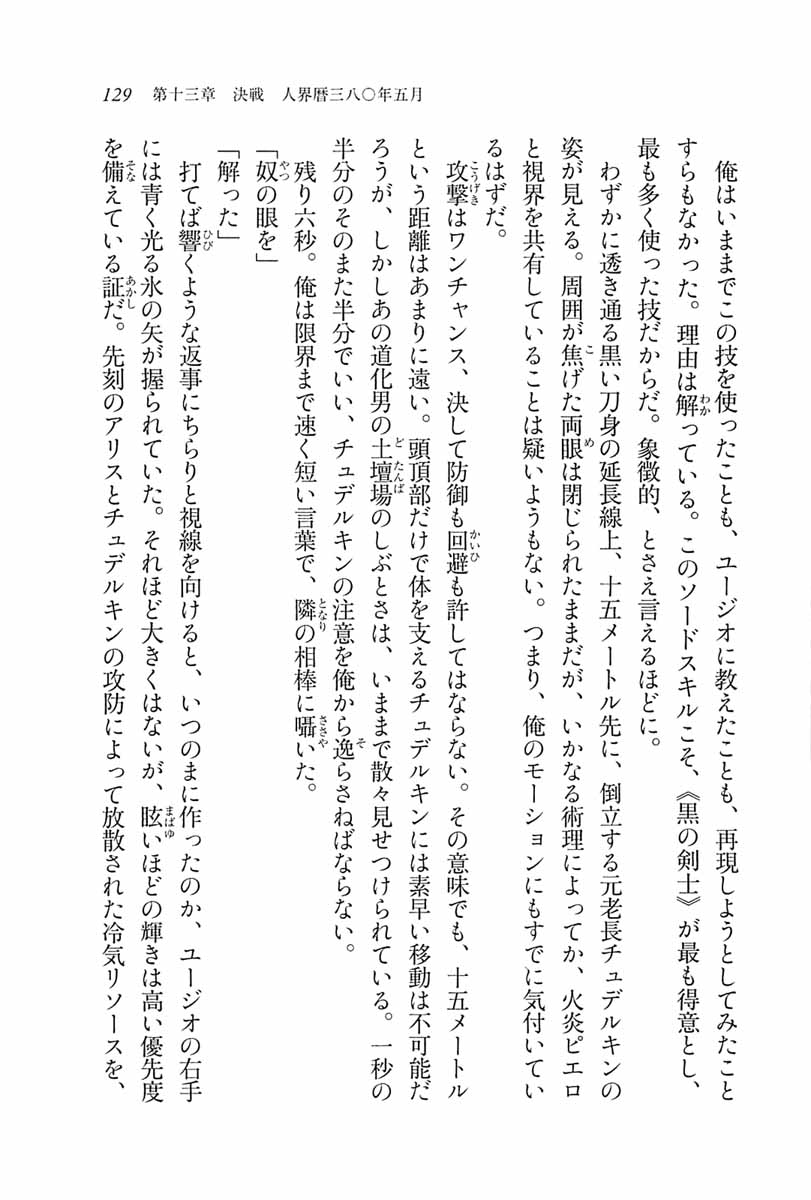 129　第十三章　決戦　人界暦三八〇年五月
　俺はいままでこの技を使ったことも、ユージオに教えたことも、再現しようとしてみたこと
すらもなかった。理由は解っている。このソードスキルこそ、《黒の剣士》が最も得意とし、
最も多く使った技だからだ。象徴的、とさえ言えるほどに。
　わずかに透き通る黒い刀身の延長線上、十五メートル先に、倒立する元老長チュデルキンの
姿が見える。周囲が焦げた両眼は閉じられたままだが、いかなる術理によってか、火炎ピエロ
と視界を共有していることは疑いようもない。つまり、俺のモーションにもすでに気付いてい
るはずだ。
　攻撃はワンチャンス、決して防御も回避も許してはならない。その意味でも、十五メートル
という距離はあまりに遠い。頭頂部だけで体を支えるチュデルキンには素早い移動は不可能だ
ろうが、しかしあの道化男の土壇場のしぶとさは、いままで散々見せつけられている。一秒の
半分のそのまた半分でいい、チュデルキンの注意を俺から逸らさねばならない。
　残り六秒。俺は限界まで速く短い言葉で、隣の相棒に囁いた。
「奴の眼を」
「解った」
　打てば響くような返事にちらりと視線を向けると、いつのまに作ったのか、ユージオの右手
には青く光る氷の矢が握られていた。それほど大きくはないが、眩いほどの輝きは高い優先度
を備えている証だ。先刻のアリスとチュデルキンの攻防によって放散された冷気リソースを、